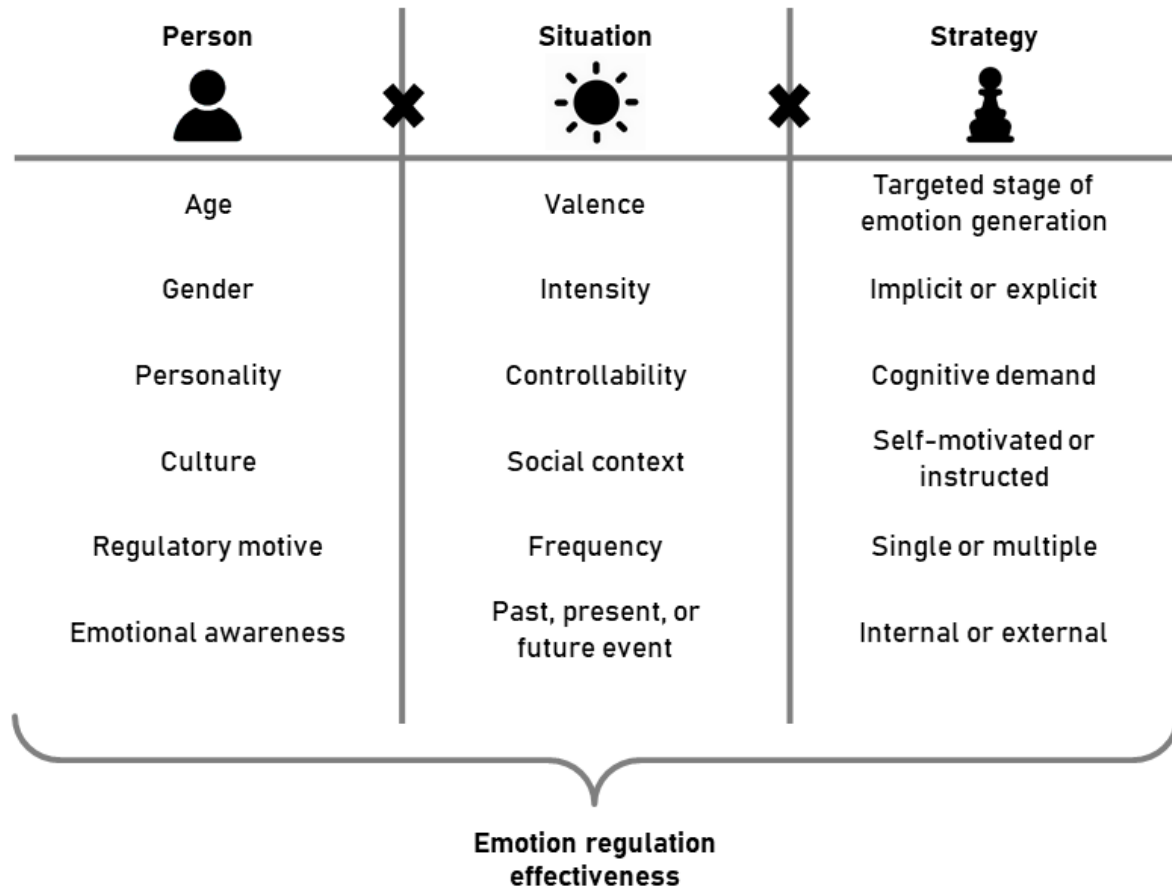 Person
Situation
Strategy
Age
Valence
Targeted stage of
emotion generation
Gender
Intensity
Implicit or explicit
Personality
Controllability
Cognitive demand
Culture
Social context
Self-motivated or
instructed
Regulatory motive
Frequency
Single or multiple
Emotional awareness
Past, present, or
future event
Internal or external
Emotion regulation
effectiveness